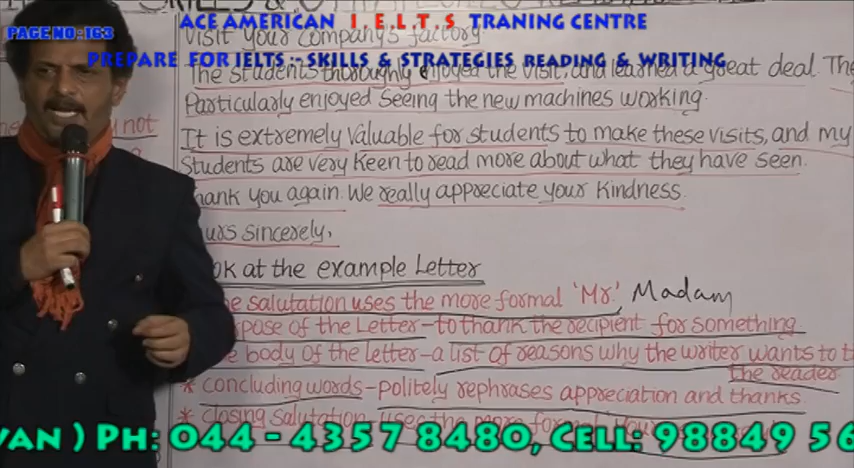 ACE AMERICAN I.E.L.T.S TRANING CENTRE
PAGE NO:163
visit your company's factory.
PREPARE FOR IELTS :- SKILLS & STRATEGIES READING & WRITING
The students thoroughly enjoyed the visit, and learned a great deal. The
Particularly enjoyed seeing the new machines working.
not
It is extremely valuable for students to make these visits, and my
students are very keen to read more about what they have seen.
hank you again. We really appreciate your kindness.
urs sincerely,
ok at the example Letter
e salutation uses the more formal 'Mr.' Madam
pose of the Letter - to thank the recipient for something
e body of the letter - a list of reasons why the writer wants to t
the reader
* concluding words - politely rephrases appreciation and thanks
* closing salutation - uses the more formal
VAN ) PH: 044 - 4357 8480, CELL: 98849 56